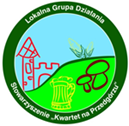 Lokalna Grupa Działania
Stowarzyszenie „Kwartet na Przedgórzu"